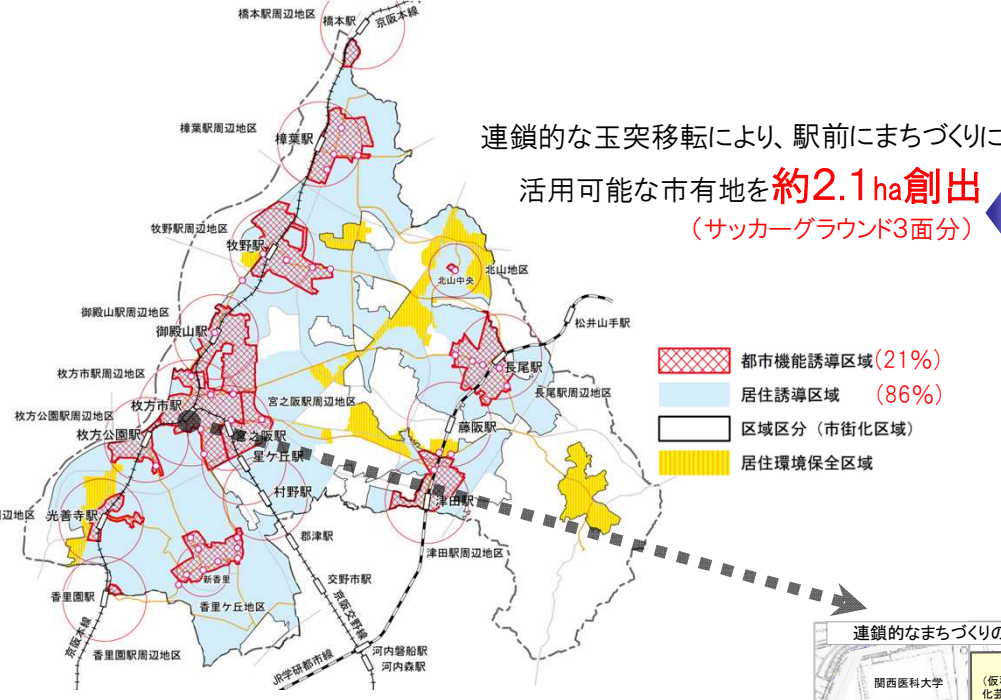 橋本駅周辺地区
橋本駅
京阪本線
樟葉駅周辺地区
樟葉駅
連鎖的な玉突移転により、駅前にまちづくりに
活用可能な市有地を約2.1ha創出
(サッカーグラウンド3面分)
牧野駅周辺地区
牧野駅
北山地区
北山中央
御殿山駅周辺地区
御殿山駅
松井山手駅
長尾駅
長尾駅周辺地区
都市機能誘導区域(21%)
居住誘導区域 (86%)
区域区分(市街化区域)
居住環境保全区域
枚方市駅周辺地区
枚方市駅
宮之阪駅周辺地区
枚方公園駅周辺地区
枚方公園駅
宮之阪駅
星ケ丘駅
藤阪駅
村野駅
津田駅
辺地区
光善寺駅
郡津駅
津田駅周辺地区
新香里
香里園駅
香里ケ丘地区
交野市駅
京阪交野線
京阪本線
香里園駅周辺地区
河内磐船駅
河内森駅
JR学研都市線
連鎖的なまちづくりの
関西医科大学